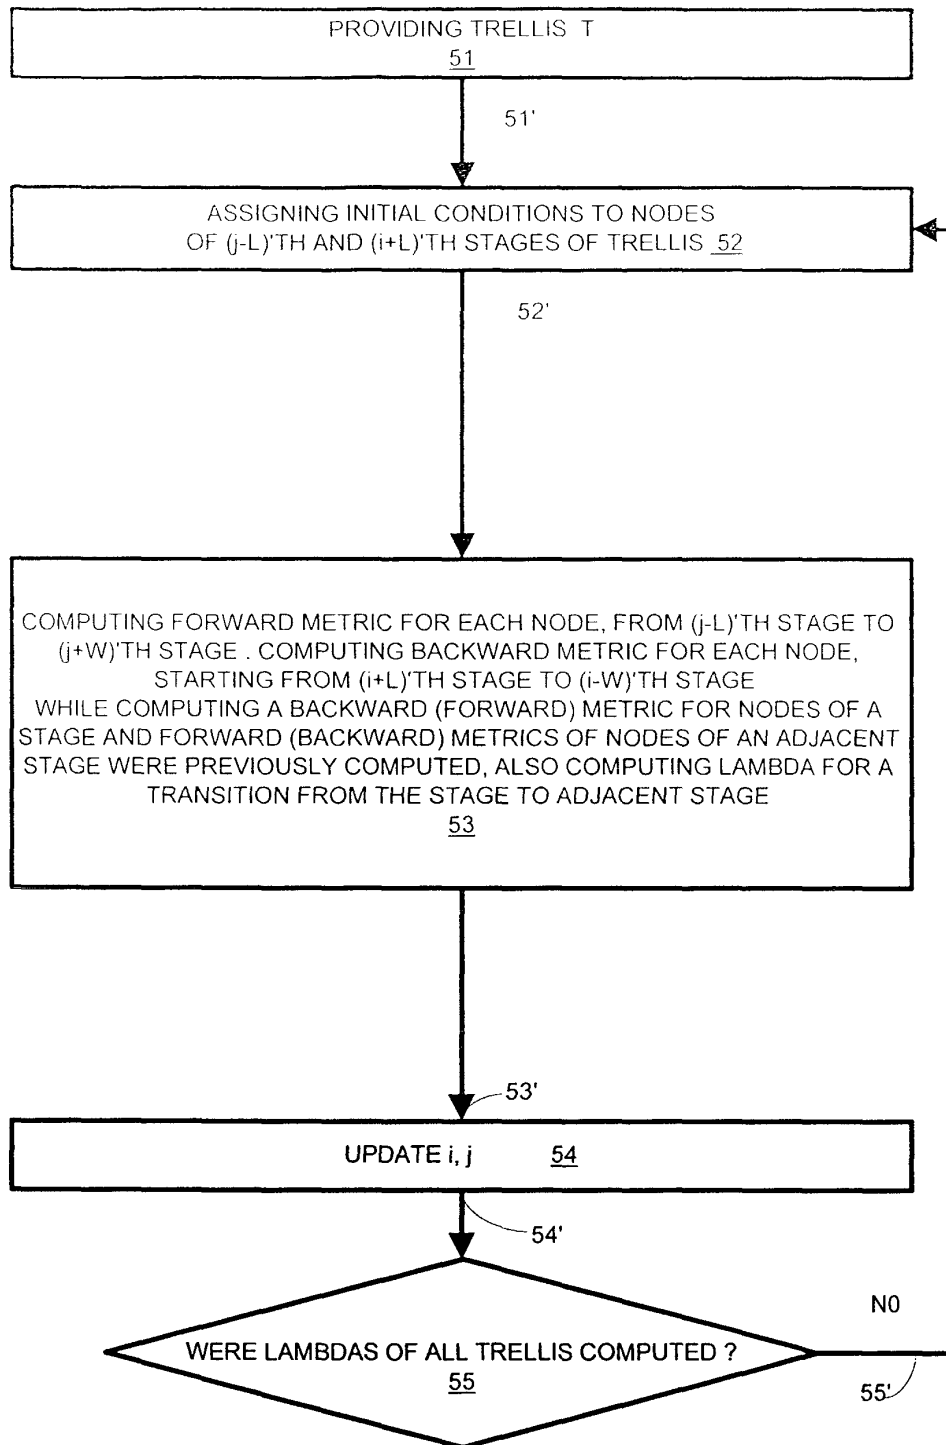 PROVIDING TRELLIS T
51
51'
ASSIGNING INITIAL CONDITIONS TO NODES
OF (j-L)'TH AND (i+L)'TH STAGES OF TRELLIS 52
52'
COMPUTING FORWARD METRIC FOR EACH NODE, FROM (j-L)'TH STAGE TO
(j+W)'TH STAGE . COMPUTING BACKWARD METRIC FOR EACH NODE,
STARTING FROM (i+L)'TH STAGE TO (i-W)'TH STAGE
WHILE COMPUTING A BACKWARD (FORWARD) METRIC FOR NODES OF A
STAGE AND FORWARD (BACKWARD) METRICS OF NODES OF AN ADJACENT
STAGE WERE PREVIOUSLY COMPUTED, ALSO COMPUTING LAMBDA FOR A
TRANSITION FROM THE STAGE TO ADJACENT STAGE
53
53'
UPDATE i, j 54
54'
N0
WERE LAMBDAS OF ALL TRELLIS COMPUTED ?
55
55'